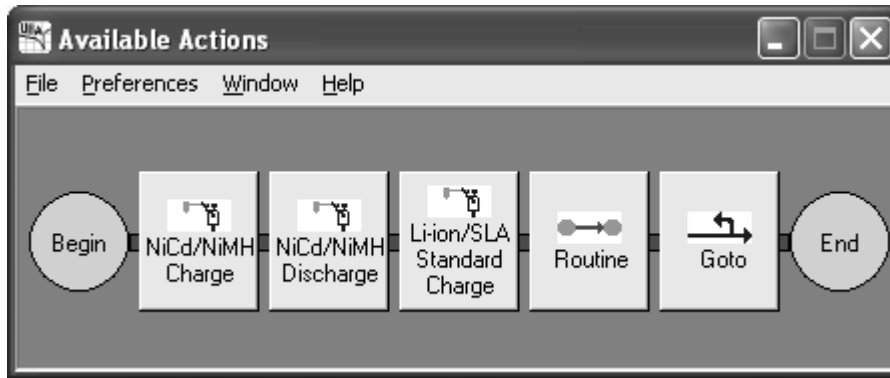 UBA
Available Actions
File Preferences Window Help
Begin
NiCd/NiMH
Charge
NiCd/NiMH
Discharge
Li-ion/SLA
Standard
Charge
Routine
Goto
End